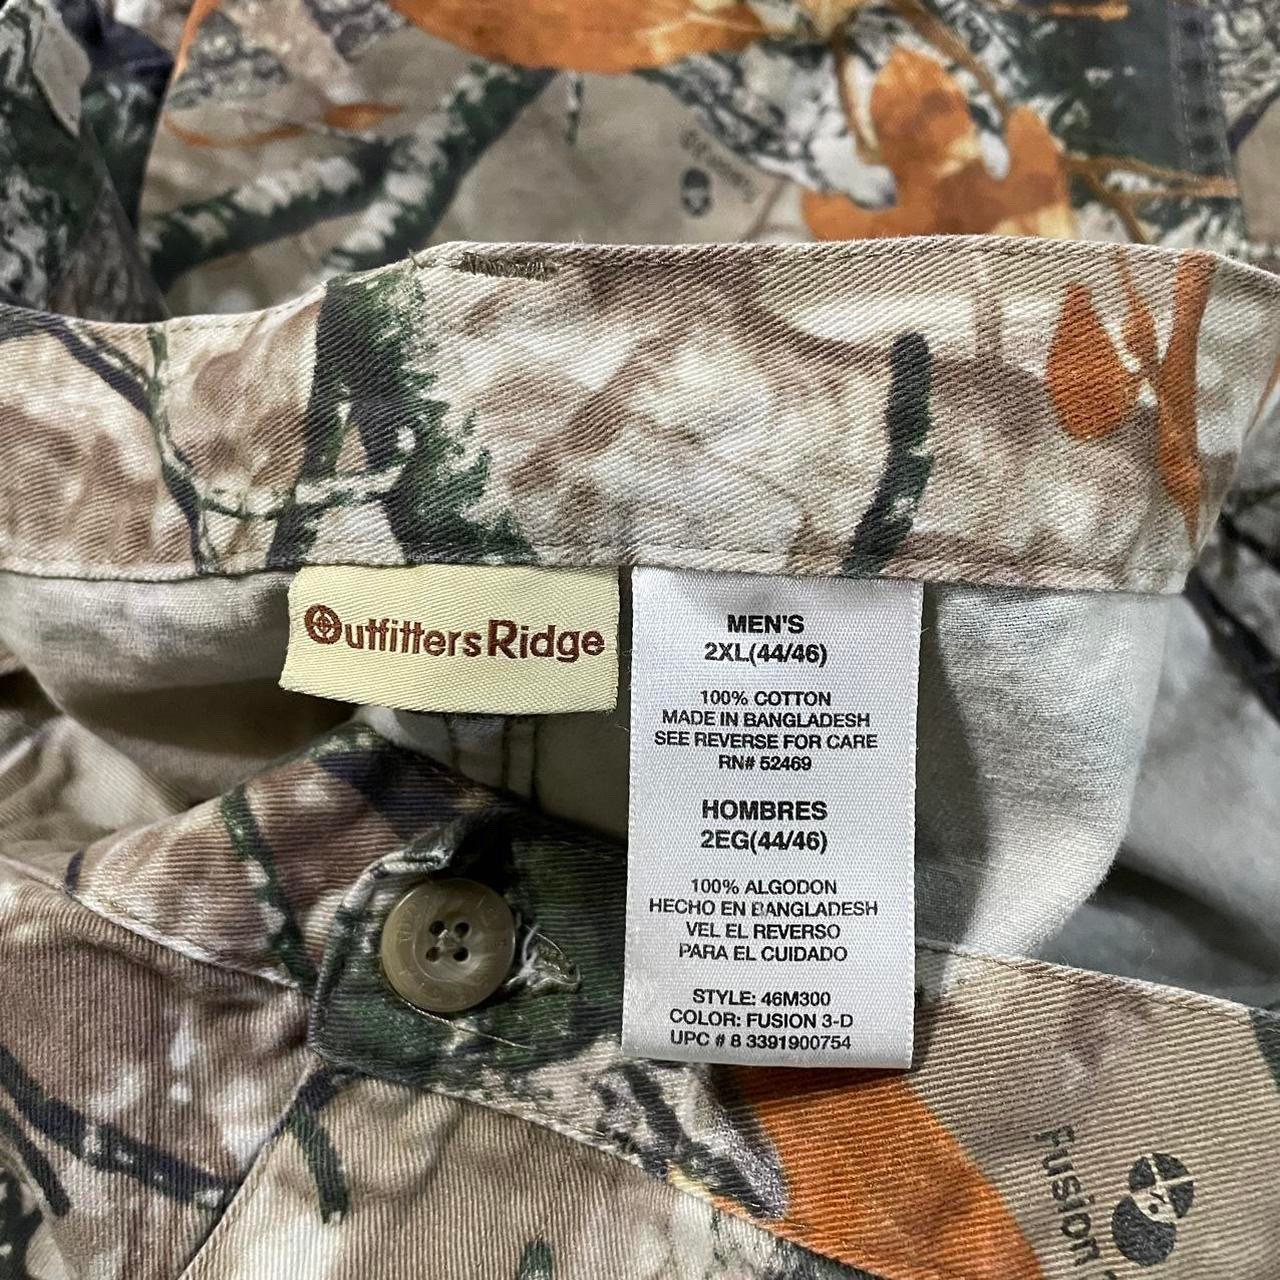 Outfitters Ridge
MEN'S
2XL(44/46)
100% COTTON
MADE IN BANGLADESH
SEE REVERSE FOR CARE
RN# 52469
HOMBRES
2EG(44/46)
100% ALGODON
HECHO EN BANGLADESH
VEL EL REVERSO
PARA EL CUIDADO
STYLE: 46M300
COLOR: FUSION 3-D
UPC # 8 3391900754
Fusion